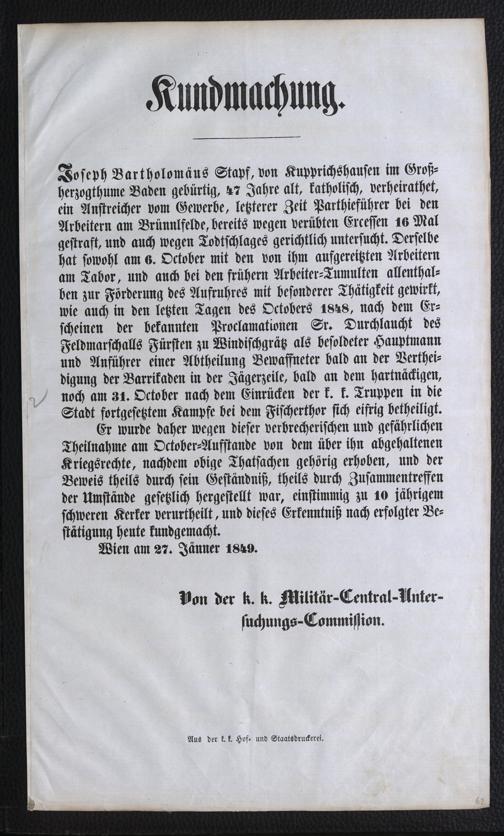 Kundmachung.
Joseph Bartholomäus Stapf, von Kupprichshausen im Groß-
herzogthume Baden gebürtig, 47 Jahre alt, katholisch, verheirathet,
ein Anstreicher vom Gewerbe, letzterer Zeit Parthieführer bei den
Arbeitern am Brünnlfelde, bereits wegen verübten Excessen 16 Mal
gestraft, und auch wegen Todtschlages gerichtlich untersucht. Derselbe
hat sowohl am 6. October mit den von ihm aufgereitzten Arbeitern
am Tabor, und auch bei den frühern Arbeiter-Tumulten allenthal-
ben zur Förderung des Aufruhres mit besonderer Thätigkeit gewirkt,
wie auch in den letzten Tagen des Octobers 1848, nach dem Er-
scheinen der bekannten Proclamationen Sr. Durchlaucht des
Feldmarschalls Fürsten zu Windischgrätz als besoldeter Hauptmann
und Anführer einer Abtheilung Bewaffneter bald an der Verthei-
digung der Barrikaden in der Jägerzeile, bald an dem hartnäckigen,
noch am 31. October nach dem Einrücken der k. k. Truppen in die
Stadt fortgesetztem Kampfe bei dem Fischerthor sich eifrig betheiligt.
Er wurde daher wegen dieser verbrecherischen und gefährlichen
Theilnahme am October-Aufstande von dem über ihn abgehaltenen
Kriegsrechte, nachdem obige Thatsachen gehörig erhoben, und der
Beweis theils durch sein Geständniß, theils durch Zusammentreffen
der Umstände gesetzlich hergestellt war, einstimmig zu 10 jährigem
schweren Kerker verurtheilt, und dieses Erkenntniß nach erfolgter Be-
stätigung heute kundgemacht.
Wien am 27. Jänner 1849.
Von der k. k. Militär-Central-Unter-
suchungs-Commission.
Aus der k. k. Hof- und Staatsdruckerei.